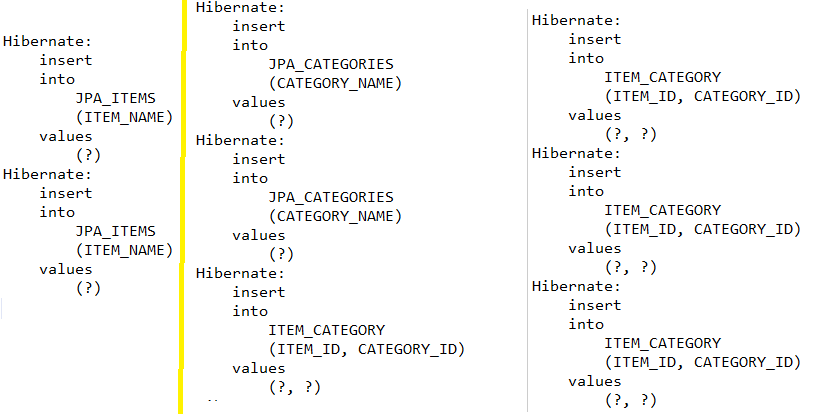 Hibernate:
    insert
    into
        JPA_ITEMS
        (ITEM_NAME)
    values
        (?)
Hibernate:
    insert
    into
        JPA_ITEMS
        (ITEM_NAME)
    values
        (?)
Hibernate:
    insert
    into
        JPA_CATEGORIES
        (CATEGORY_NAME)
    values
        (?)
Hibernate:
    insert
    into
        JPA_CATEGORIES
        (CATEGORY_NAME)
    values
        (?)
Hibernate:
    insert
    into
        ITEM_CATEGORY
        (ITEM_ID, CATEGORY_ID)
    values
        (?, ?)
Hibernate:
    insert
    into
        ITEM_CATEGORY
        (ITEM_ID, CATEGORY_ID)
    values
        (?, ?)
Hibernate:
    insert
    into
        ITEM_CATEGORY
        (ITEM_ID, CATEGORY_ID)
    values
        (?, ?)
Hibernate:
    insert
    into
        ITEM_CATEGORY
        (ITEM_ID, CATEGORY_ID)
    values
        (?, ?)